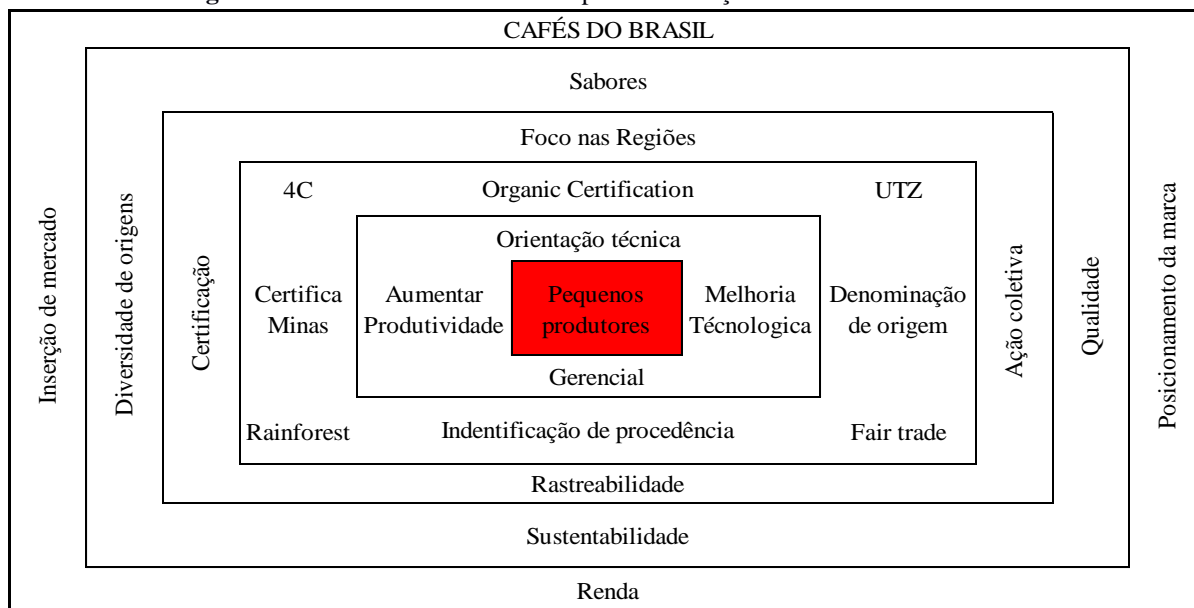 CAFÉS DO BRASIL
Sabores
Foco nas Regiões
4C
Organic Certification
UTZ
Orientação técnica
Inserção de mercado
Diversidade de origens
Certificação
Certifica
Minas
Aumentar
Produtividade
Pequenos
produtores
Melhoria
Técnologica
Denominação
de origem
Ação coletiva
Qualidade
Posicionamento da marca
Gerencial
Rainforest
Indentificação de procedência
Fair trade
Rastreabilidade
Sustentabilidade
Renda